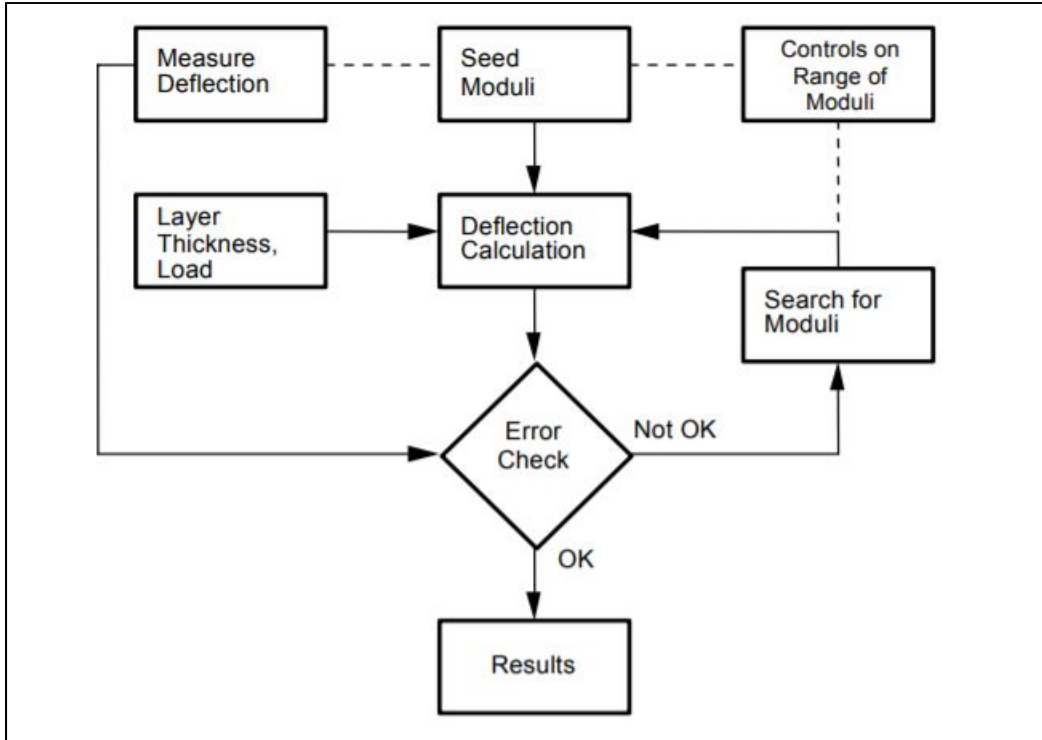 Measure
Deflection
Seed
Moduli
Controls on
Range of
Moduli
Layer
Thickness,
Load
Deflection
Calculation
Search for
Moduli
Error
Check
Not OK
OK
Results